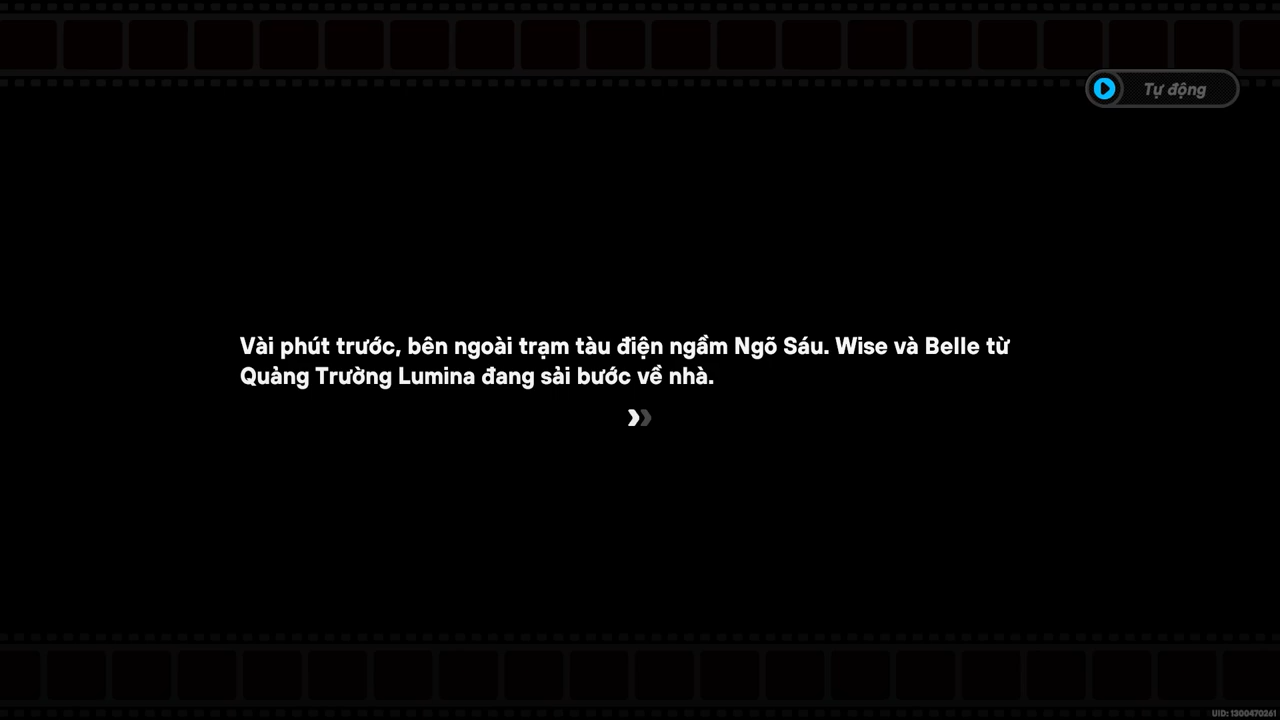 Tự động
Vài phút trước, bên ngoài trạm tàu điện ngầm Ngõ Sáu. Wise và Belle từ
Quảng Trường Lumina đang sải bước về nhà.
UID: 1300470261